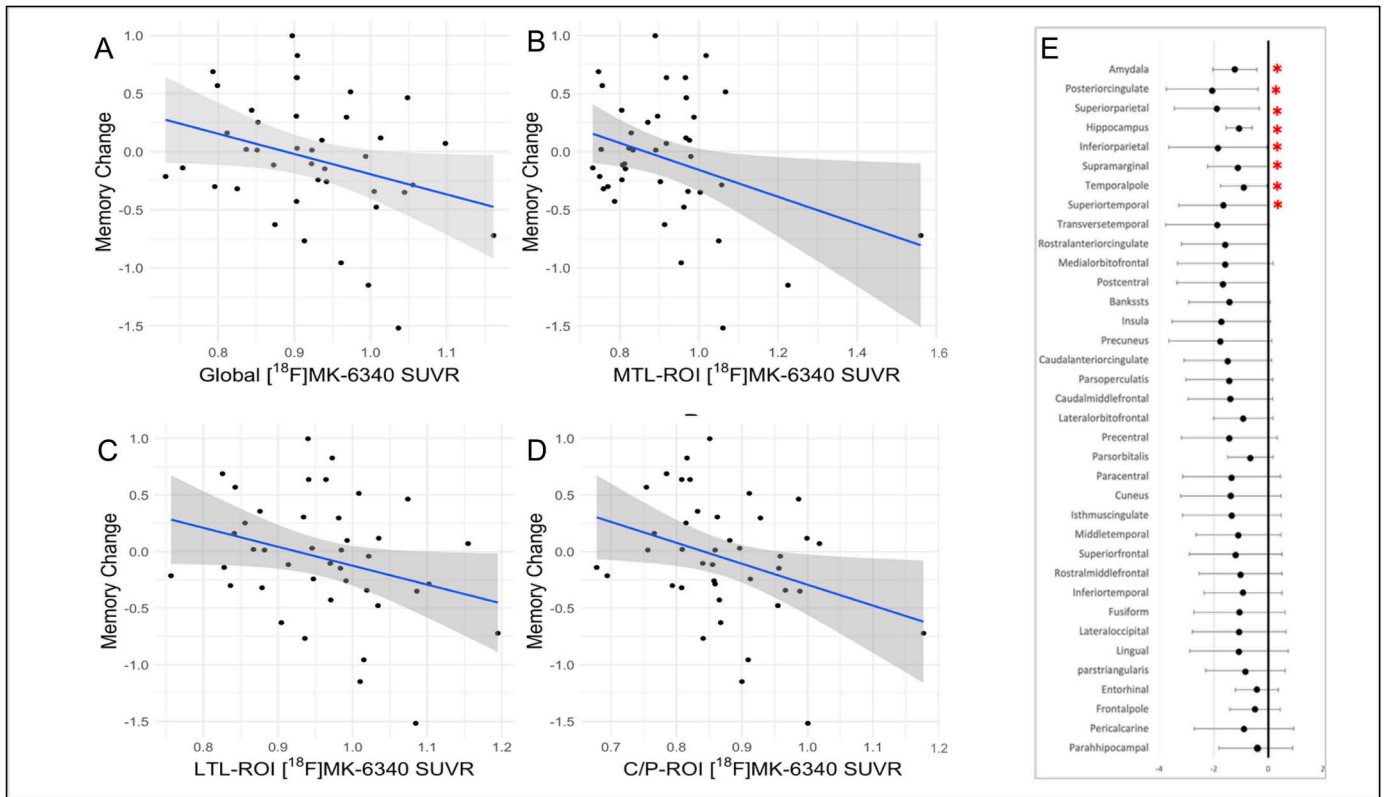 A
1.0
0.5
0.0
-0.5
-1.0
-1.5
Memory Change
0.8 0.9 1.0 1.1
Global [¹⁸F]MK-6340 SUVR
B
1.0
0.5
0.0
-0.5
-1.0
-1.5
Memory Change
0.8 1.0 1.2 1.4 1.6
MTL-ROI [¹⁸F]MK-6340 SUVR
C
1.0
0.5
0.0
-0.5
-1.0
-1.5
Memory Change
0.8 0.9 1.0 1.1 1.2
LTL-ROI [¹⁸F]MK-6340 SUVR
D
1.0
0.5
0.0
-0.5
-1.0
-1.5
Memory Change
0.7 0.8 0.9 1.0 1.1 1.2
C/P-ROI [¹⁸F]MK-6340 SUVR
E
Amydala *
Posteriorcingulate *
Superiorparietal *
Hippocampus *
Inferiorparietal *
Supramarginal *
Temporalpole *
Superiortemporal *
Transversetemporal
Rostralanteriorcingulate
Medialorbitofrontal
Postcentral
Bankssts
Insula
Precuneus
Caudalanteriorcingulate
Parsoperculatis
Caudalmiddlefrontal
Lateralorbitofrontal
Precentral
Parsorbitalis
Paracentral
Cuneus
Isthmuscingulate
Middletemporal
Superiorfrontal
Rostralmiddlefrontal
Inferiortemporal
Fusiform
Lateraloccipital
Lingual
parstriangularis
Entorhinal
Frontalpole
Pericalcarine
Parahhipocampal
-4 -2 0 2